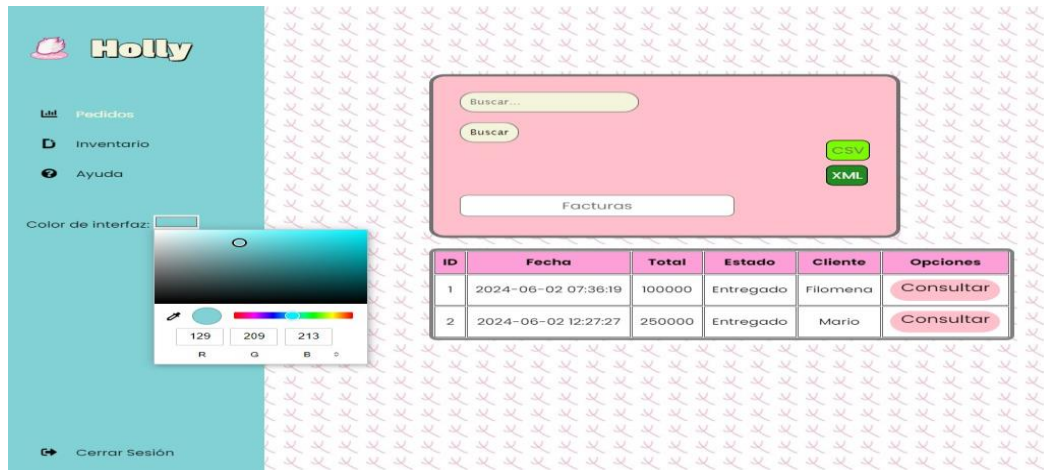 Holly
Pedidos
Inventario
Ayuda
Color de interfaz:
129 209 213
R G B
Cerrar Sesión
Buscar...
Buscar
CSV
XML
Facturas
ID Fecha Total Estado Cliente Opciones
1 2024-06-02 07:36:19 100000 Entregado Filomena Consultar
2 2024-06-02 12:27:27 250000 Entregado Mario Consultar